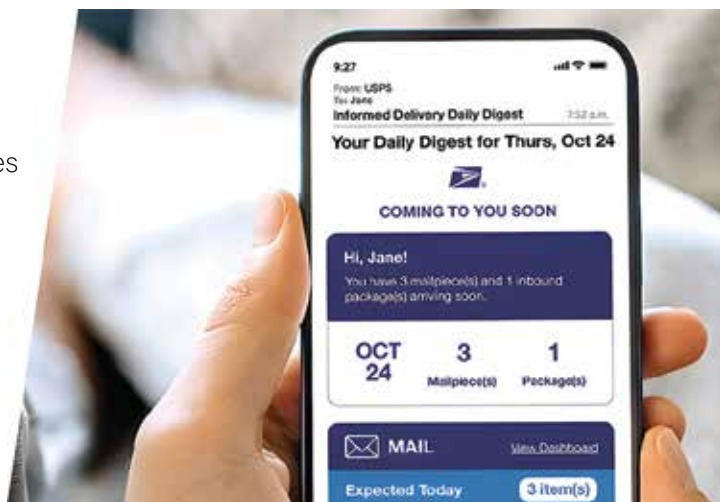 es
9:27
From: USPS
To: Jane
Informed Delivery Daily Digest 7:52 a.m.
Your Daily Digest for Thurs, Oct 24
COMING TO YOU SOON
Hi, Jane!
You have 3 mailpiece(s) and 1 inbound
package(s) arriving soon.
OCT
24
3
Mailpiece(s)
1
Package(s)
MAIL View Dashboard
Expected Today 3 item(s)